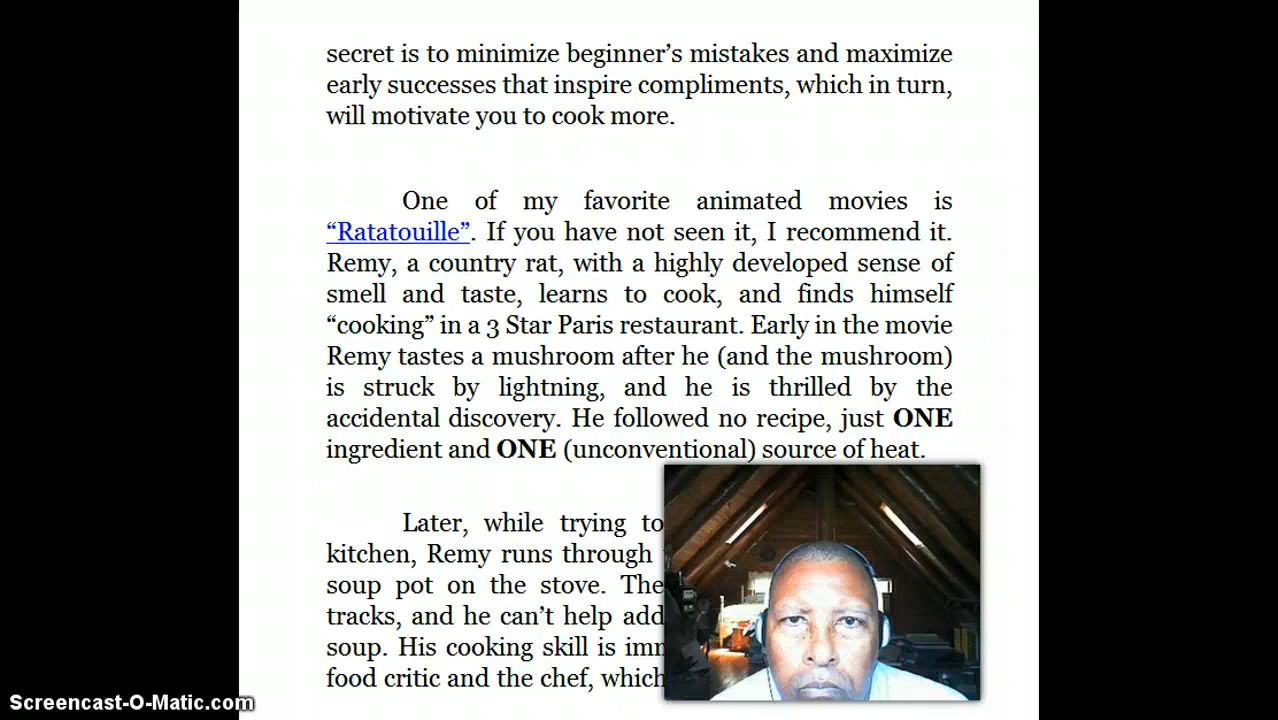 secret is to minimize beginner’s mistakes and maximize
early successes that inspire compliments, which in turn,
will motivate you to cook more.
One of my favorite animated movies is
“Ratatouille”. If you have not seen it, I recommend it.
Remy, a country rat, with a highly developed sense of
smell and taste, learns to cook, and finds himself
“cooking” in a 3 Star Paris restaurant. Early in the movie
Remy tastes a mushroom after he (and the mushroom)
is struck by lightning, and he is thrilled by the
accidental discovery. He followed no recipe, just ONE
ingredient and ONE (unconventional) source of heat.
Later, while trying to
kitchen, Remy runs through
soup pot on the stove. The
tracks, and he can’t help
soup. His cooking skill is
food critic and the chef, which
Screencast-O-Matic.com